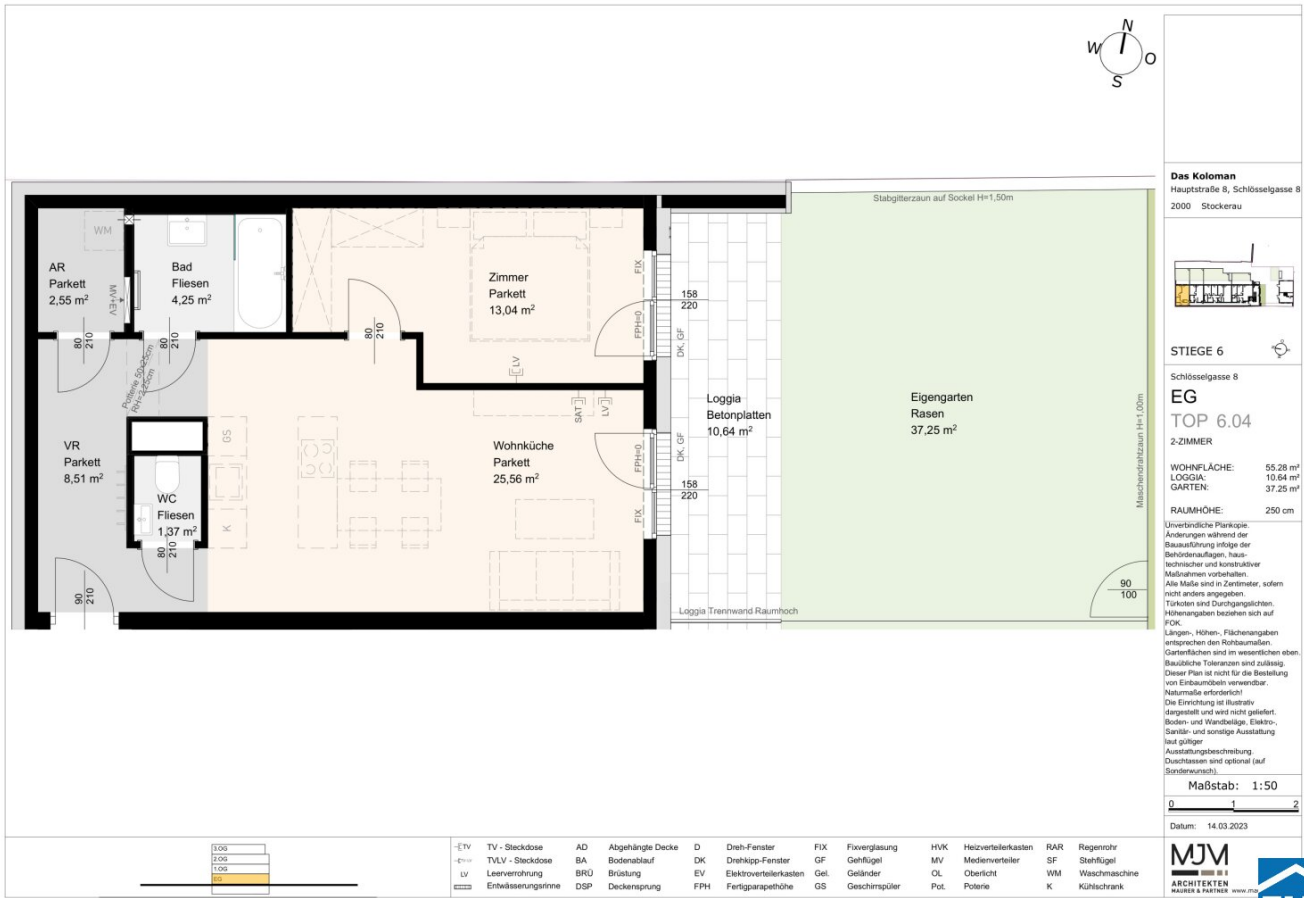 N
W
O
S
Das Koloman
Hauptstraße 8, Schlösselgasse 8
2000 Stockerau
STIEGE 6
Schlösselgasse 8
EG
TOP 6.04
2-ZIMMER
WOHNFLÄCHE: 55.28 m²
LOGGIA: 10.64 m²
GARTEN: 37.25 m²
RAUMHÖHE: 250 cm
Unverbindliche Plankopie.
Änderungen während der
Bauausführung infolge der
Behördenauflagen, haus-
technischer und konstruktiver
Maßnahmen vorbehalten.
Alle Maße sind in Zentimeter, sofern
nicht anders angegeben.
Türkoten sind Durchgangslichten.
Höhenangaben beziehen sich auf
FOK.
Längen-, Höhen-, Flächenangaben
entsprechen den Rohbaumaßen.
Gartenflächen sind im wesentlichen eben.
Bauübliche Toleranzen sind zulässig.
Dieser Plan ist nicht für die Bestellung
von Einbaumöbeln verwendbar.
Naturmaße erforderlich!
Die Einrichtung ist illustrativ
dargestellt und wird nicht geliefert.
Boden- und Wandbeläge, Elektro-,
Sanitär- und sonstige Ausstattung
laut gültiger
Ausstattungsbeschreibung.
Duschtassen sind optional (auf
Sonderwunsch).
Maßstab: 1:50
0 1 2
Datum: 14.03.2023
MJM
ARCHITEKTEN
MAURER & PARTNER www.ma
Stabgitterzaun auf Sockel H=1,50m
AR
Parkett
2,55 m²
WM
MV+EV
Bad
Fliesen
4,25 m²
Zimmer
Parkett
13,04 m²
FIX
FPH=0
158
220
DK, GF
80
210
80
210
80
210
LV
Potterie 50x25cm
RH=2,25cm
VR
Parkett
8,51 m²
GS
K
WC
Fliesen
1,37 m²
80
210
90
210
Wohnküche
Parkett
25,56 m²
SAT
LV
FPH=0
FIX
DK, GF
158
220
Loggia
Betonplatten
10,64 m²
Loggia Trennwand Raumhoch
Eigengarten
Rasen
37,25 m²
Maschendrahtzaun H=1,00m
90
100
3.OG
2.OG
1.OG
EG
TV TV - Steckdose AD Abgehängte Decke D Dreh-Fenster FIX Fixverglasung HVK Heizverteilerkasten RAR Regenrohr
TVLV - Steckdose BA Bodenablauf DK Drehkipp-Fenster GF Gehflügel MV Medienverteiler SF Stehflügel
LV Leerverrohrung BRÜ Brüstung EV Elektroverteilerkasten Gel. Geländer OL Oberlicht WM Waschmaschine
Entwässerungsrinne DSP Deckensprung FPH Fertigparapethöhe GS Geschirrspüler Pot. Poterie K Kühlschrank